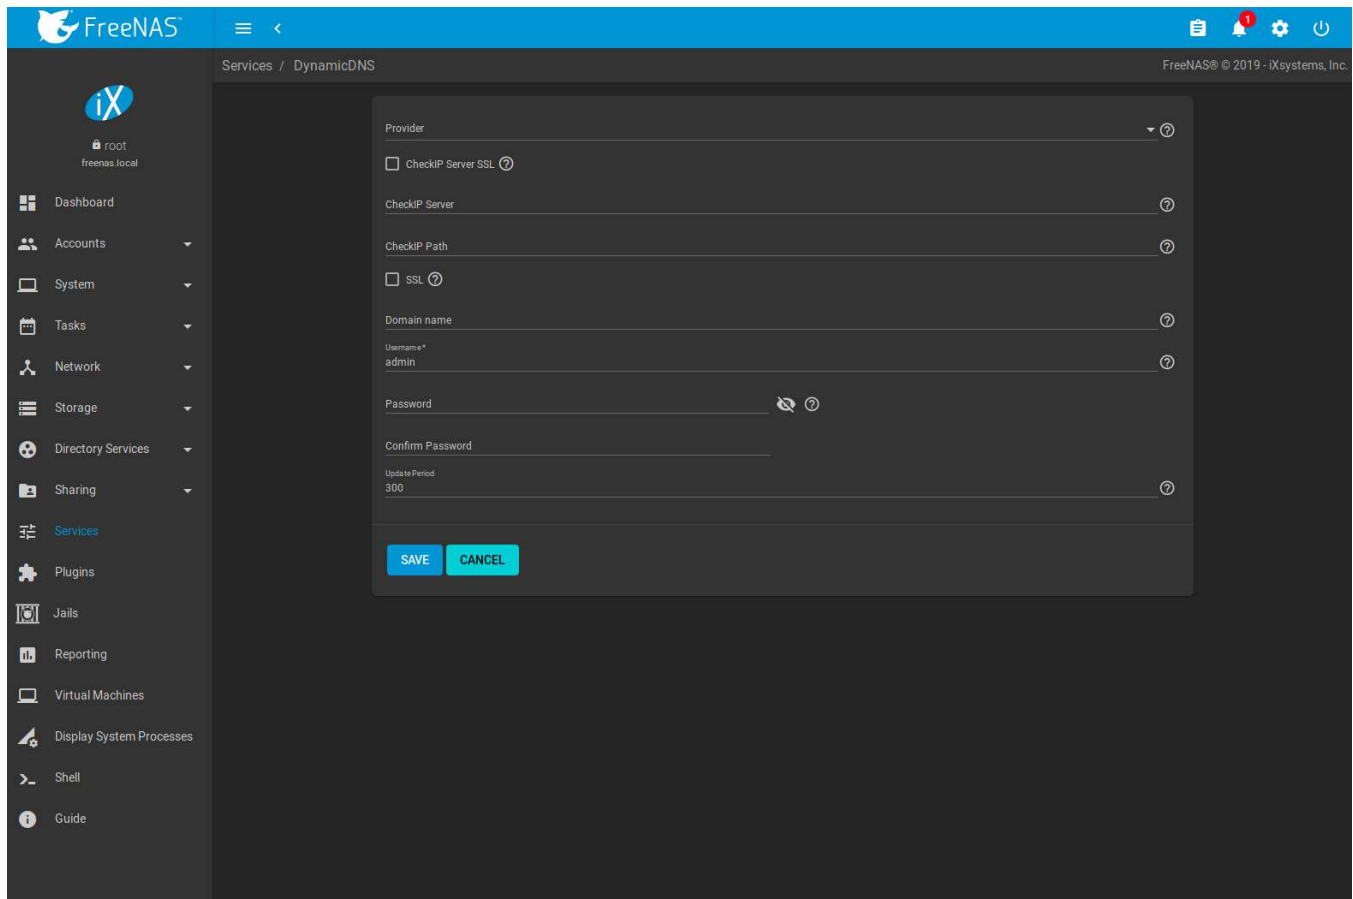 FreeNAS™
1
Services / DynamicDNS
FreeNAS® © 2019 - iXsystems, Inc.
iX
root
freenas.local
Dashboard
Accounts
System
Tasks
Network
Storage
Directory Services
Sharing
Services
Plugins
Jails
Reporting
Virtual Machines
Display System Processes
Shell
Guide
Provider
CheckIP Server SSL
CheckIP Server
CheckIP Path
SSL
Domain name
Username *
admin
Password
Confirm Password
Update Period
300
SAVE CANCEL